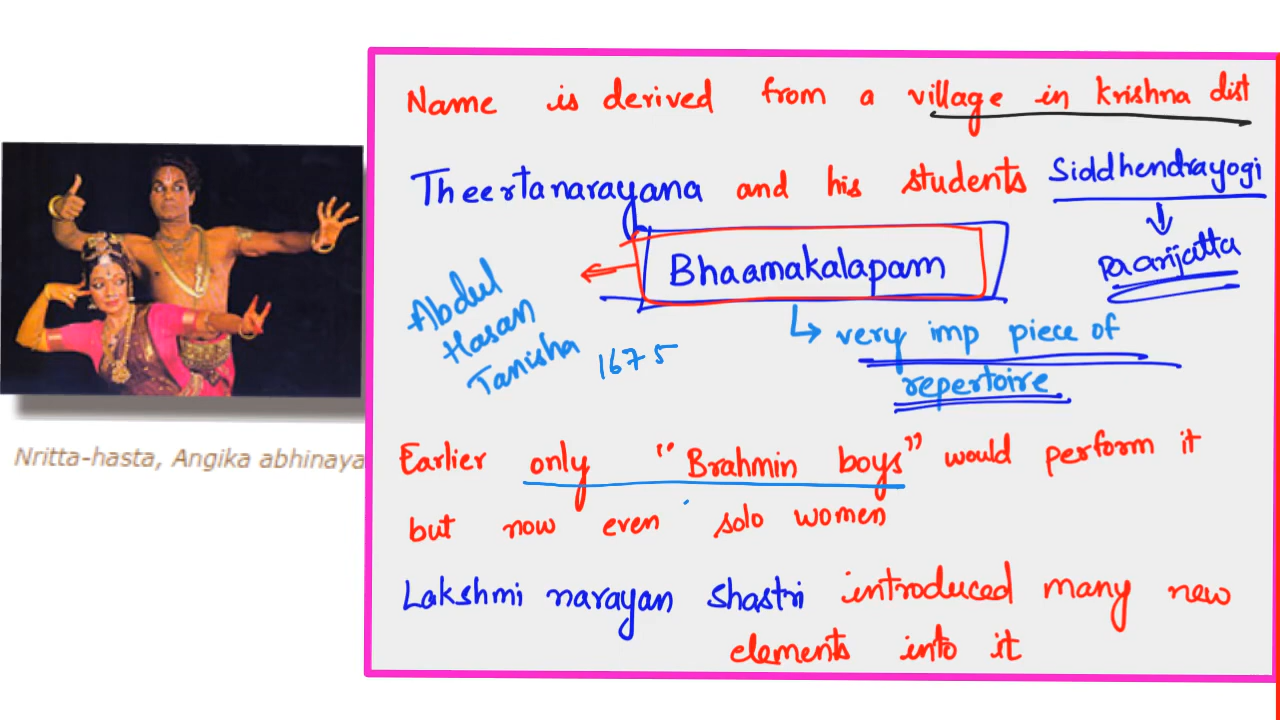 Name is derived from a village in krishna dist
Theertanarayana and his students Siddhendrayogi
Paarijatta
Bhaamakalapam
Abdul
Hasan
Tanisha 1675
very imp piece of
repertoire
Nritta-hasta, Angika abhinaya
Earlier only "Brahmin boys" would perform it
but now even solo women
Lakshmi narayan shastri introduced many new
elements into it